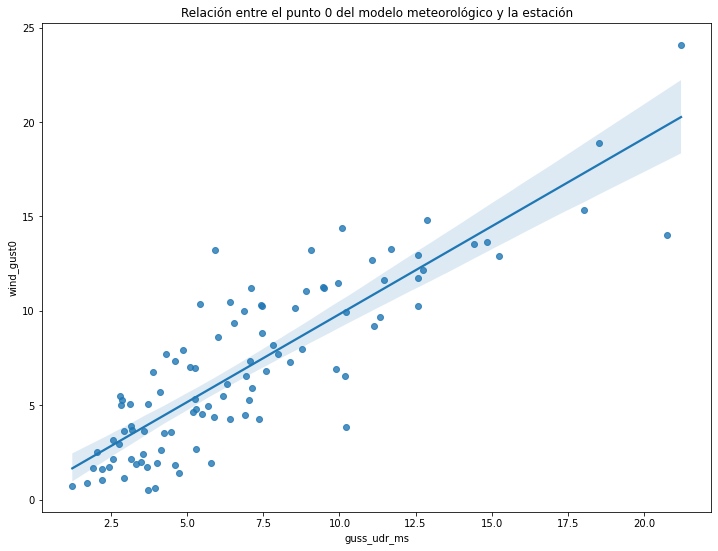 Relación entre el punto 0 del modelo meteorológico y la estación
25
20
15
10
5
0
wind_gust0
2.5 5.0 7.5 10.0 12.5 15.0 17.5 20.0
guss_udr_ms